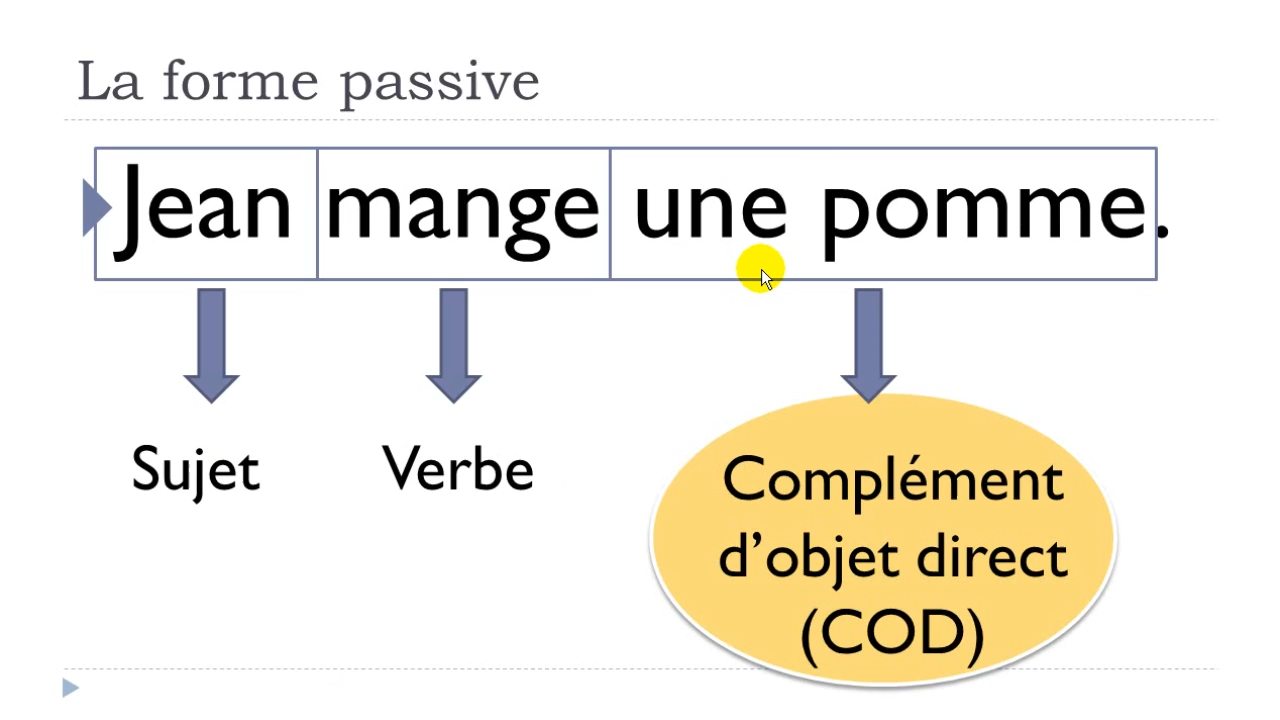 La forme passive
Jean mange une pomme.
Sujet
Verbe
Complément
d’objet direct
(COD)